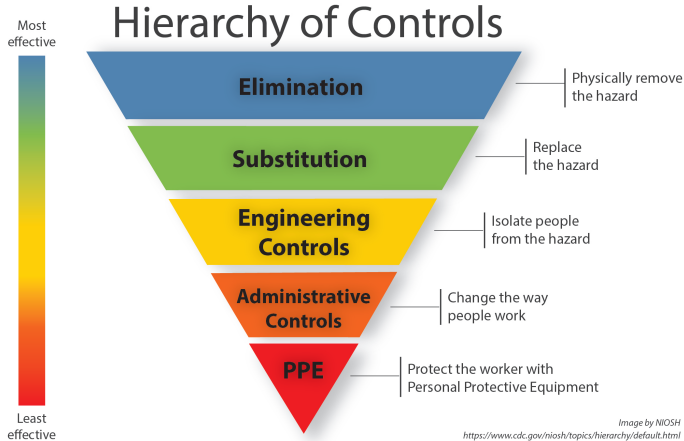 Hierarchy of Controls
Most
effective
Elimination
Physically remove
the hazard
Substitution
Replace
the hazard
Engineering
Controls
Isolate people
from the hazard
Administrative
Controls
Change the way
people work
PPE
Protect the worker with
Personal Protective Equipment
Least
effective
Image by NIOSH
https://www.cdc.gov/niosh/topics/hierarchy/default.html